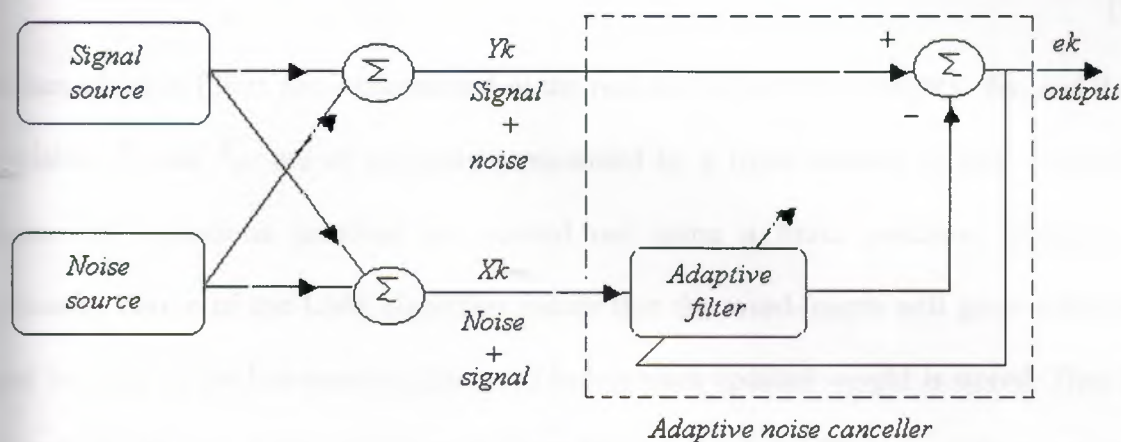 Signal
source
Noise
source
Σ
Σ
Yk
Signal
+
noise
Xk
Noise
+
signal
Adaptive
filter
+
Σ
−
ek
output
Adaptive noise canceller